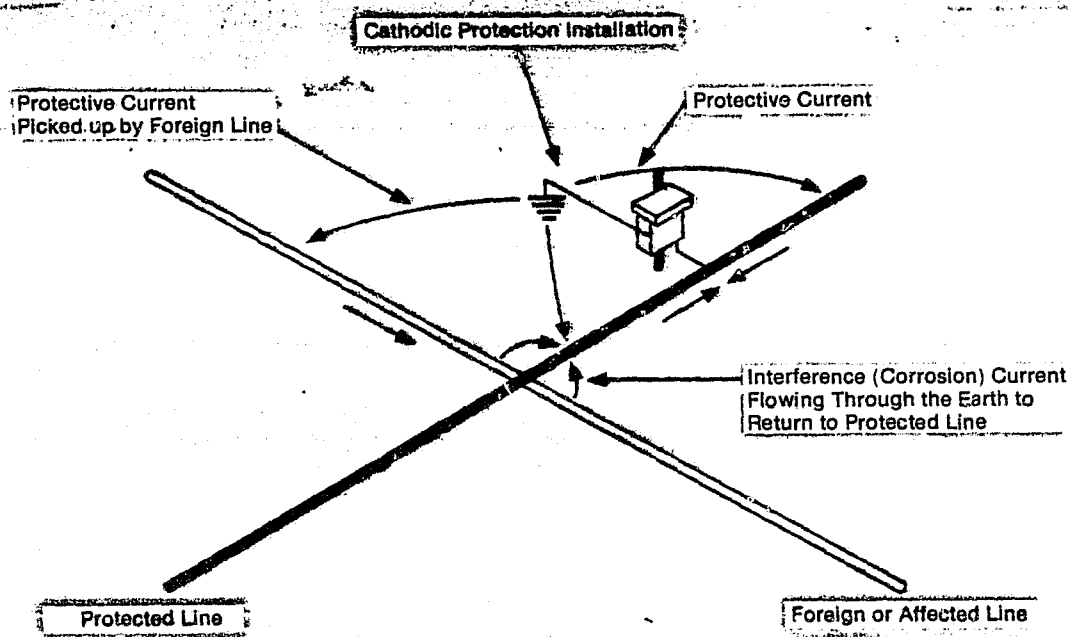 Cathodic Protection Installation
Protective Current
Picked up by Foreign Line
Protective Current
Interference (Corrosion) Current
Flowing Through the Earth to
Return to Protected Line
Protected Line
Foreign or Affected Line